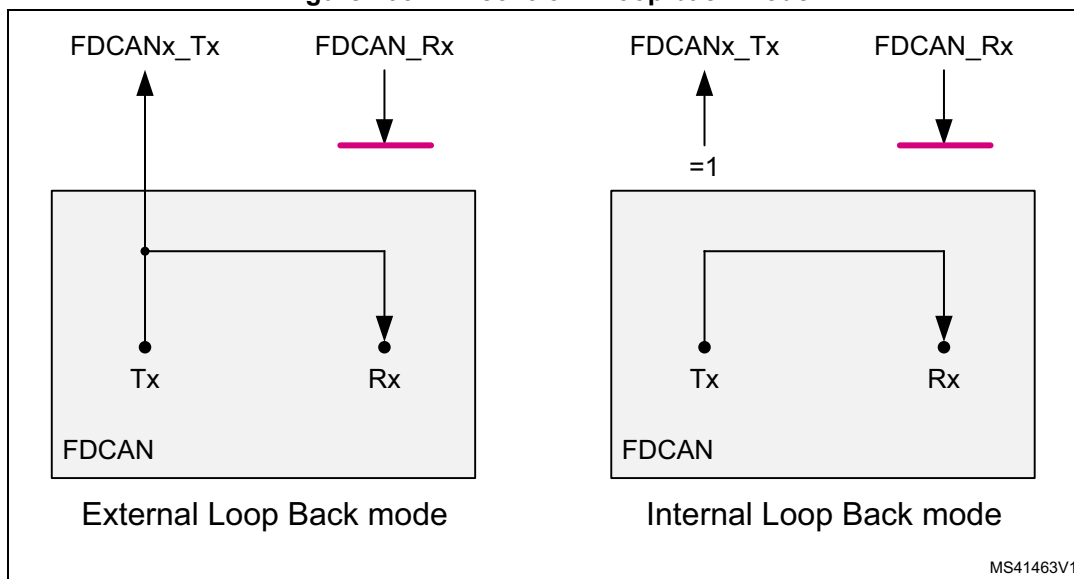 FDCANx_Tx FDCAN_Rx FDCANx_Tx FDCAN_Rx
=1
Tx Rx Tx Rx
FDCAN FDCAN
External Loop Back mode Internal Loop Back mode
MS41463V1